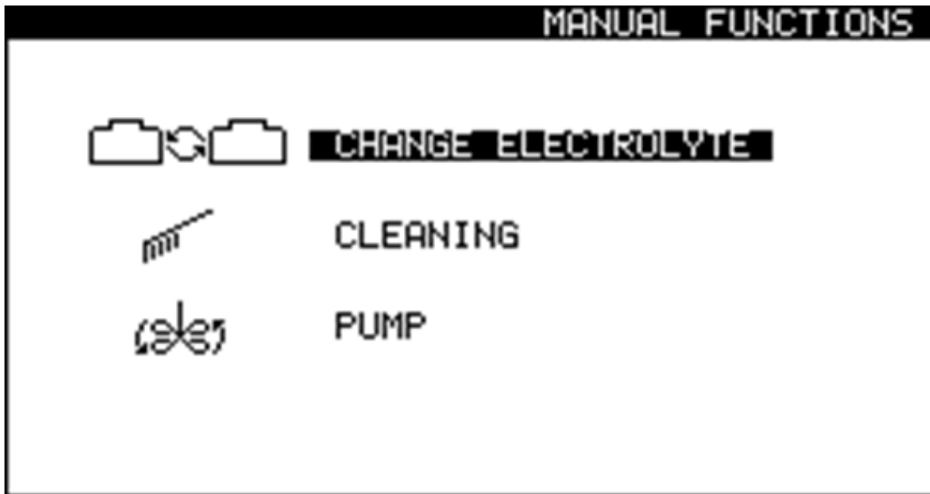 MANUAL FUNCTIONS
CHANGE ELECTROLYTE
CLEANING
PUMP